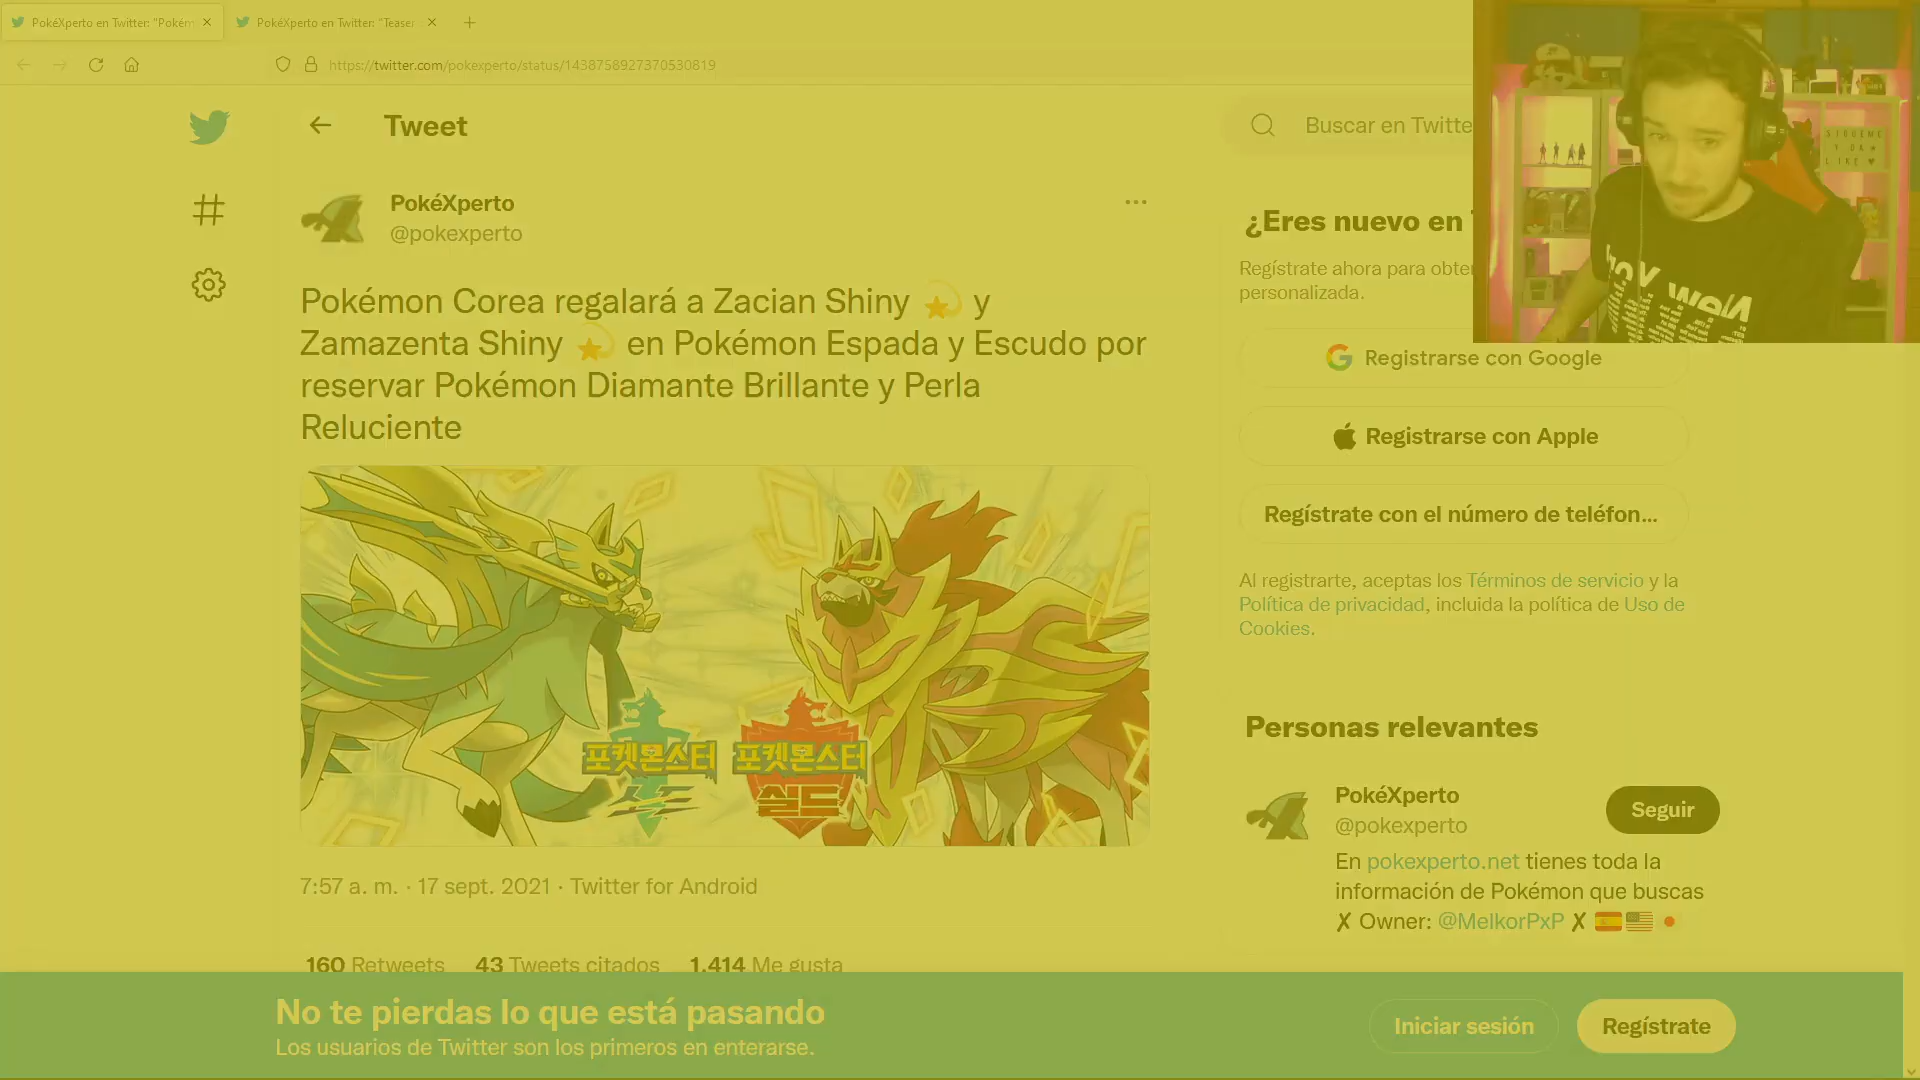 PokéXperto en Twitter: "Pokém
PokéXperto en Twitter: "Teaser
https://twitter.com/pokexperto/status/1438758927370530819
Tweet
Buscar en Twitte
PokéXperto
@pokexperto
Pokémon Corea regalará a Zacian Shiny 💫 y
Zamazenta Shiny 💫 en Pokémon Espada y Escudo por
reservar Pokémon Diamante Brillante y Perla
Reluciente
포켓몬스터
포켓몬스터
소드
실드
7:57 a. m. · 17 sept. 2021 · Twitter for Android
160 Retweets 43 Tweets citados 1.414 Me gusta
¿Eres nuevo en
Regístrate ahora para obte
personalizada.
Registrarse con Google
Registrarse con Apple
Regístrate con el número de teléfon...
Al registrarte, aceptas los Términos de servicio y la
Política de privacidad, incluida la política de Uso de
Cookies.
Personas relevantes
PokéXperto
@pokexperto
Seguir
En pokexperto.net tienes toda la
información de Pokémon que buscas
✗ Owner: @MelkorPxP ✗ 🇪🇸🇺🇸🇯🇵
SIGUEME
Y DA
LIKE ♥
New York
No te pierdas lo que está pasando
Los usuarios de Twitter son los primeros en enterarse.
Iniciar sesión
Regístrate